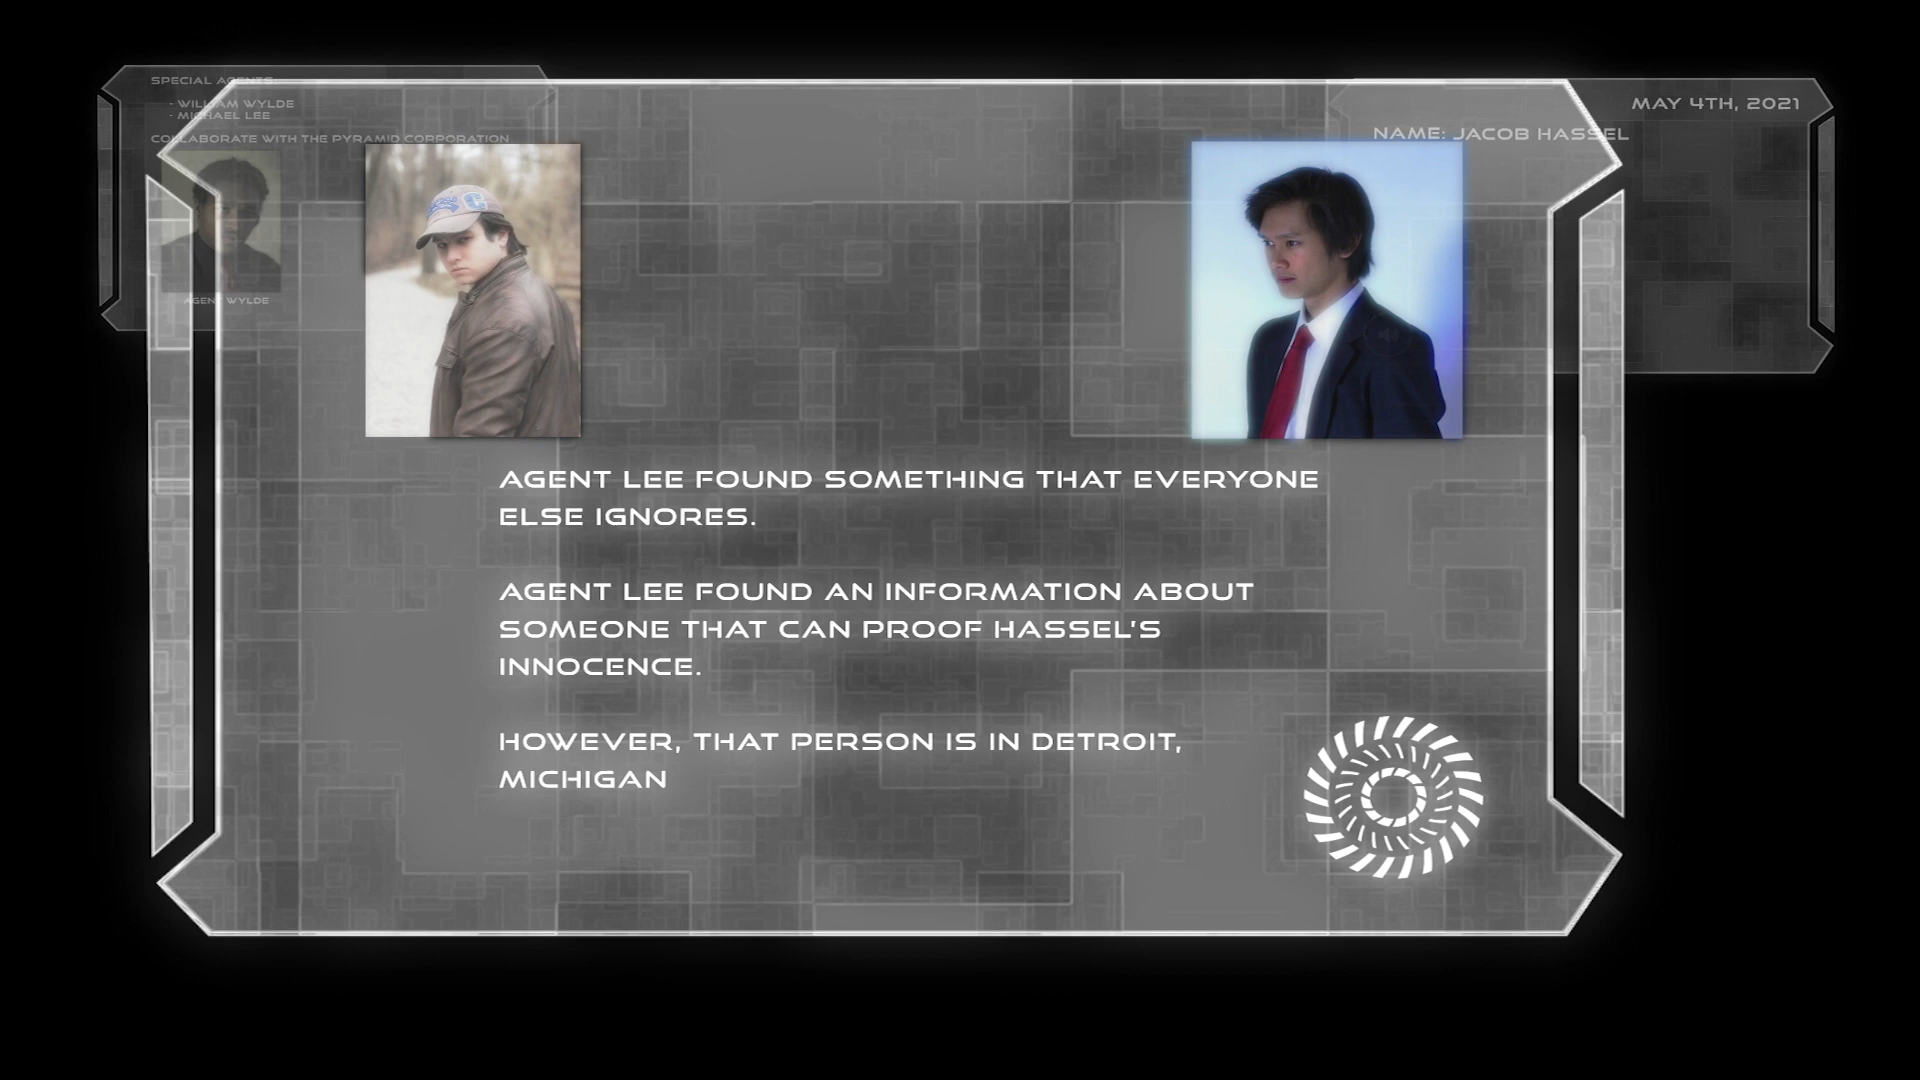 SPECIAL AGENTS:
- WILLIAM WYLDE
- MICHAEL LEE
COLLABORATE WITH THE PYRAMID CORPORATION
AGENT WYLDE
MAY 4TH, 2021
NAME: JACOB HASSEL
AGENT LEE FOUND SOMETHING THAT EVERYONE
ELSE IGNORES.
AGENT LEE FOUND AN INFORMATION ABOUT
SOMEONE THAT CAN PROOF HASSEL'S
INNOCENCE.
HOWEVER, THAT PERSON IS IN DETROIT,
MICHIGAN